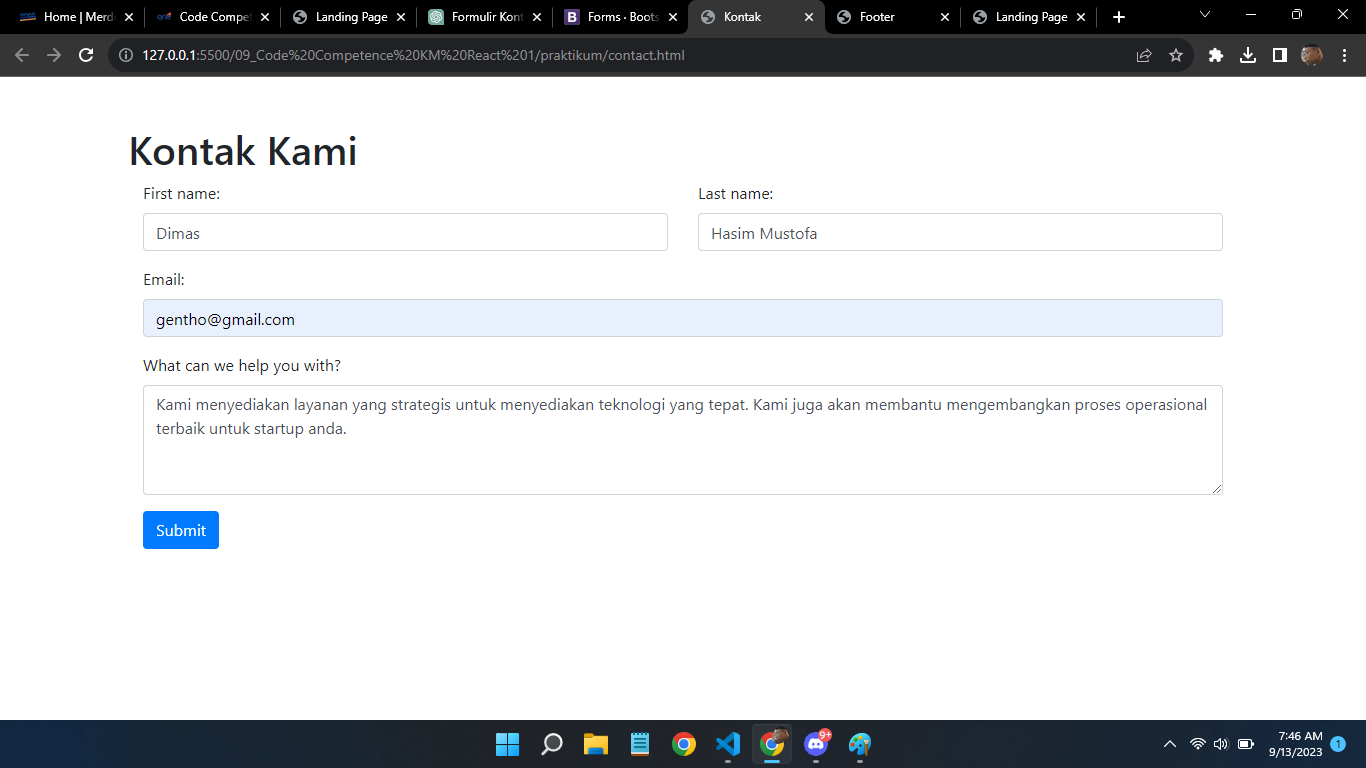 Home | Merd
Code Compet
Landing Page
Formulir Kont
Forms · Boots
Kontak
Footer
Landing Page
127.0.0.1:5500/09_Code%20Competence%20KM%20React%201/praktikum/contact.html
Kontak Kami
First name:
Last name:
Dimas
Hasim Mustofa
Email:
gentho@gmail.com
What can we help you with?
Kami menyediakan layanan yang strategis untuk menyediakan teknologi yang tepat. Kami juga akan membantu mengembangkan proses operasional
terbaik untuk startup anda.
Submit
9+
7:46 AM
9/13/2023
1